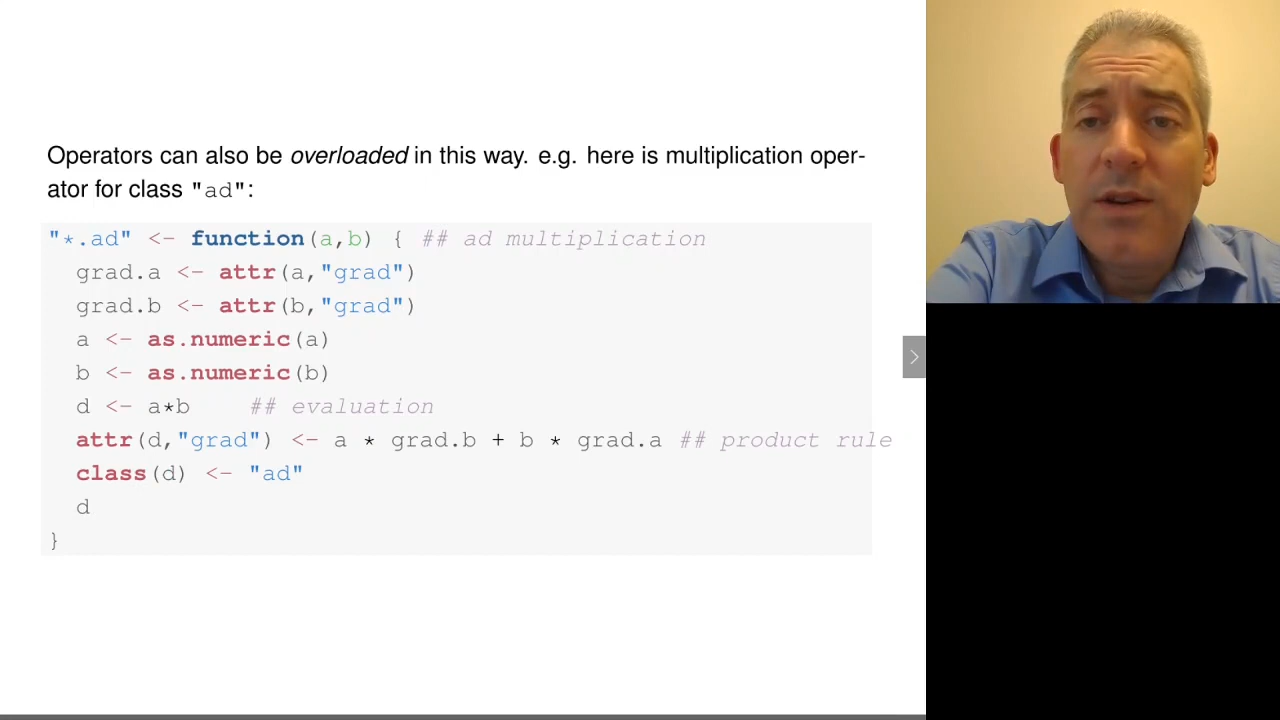 Operators can also be overloaded in this way. e.g. here is multiplication oper-
ator for class "ad":
"*.ad" <- function(a,b) { ## ad multiplication
  grad.a <- attr(a,"grad")
  grad.b <- attr(b,"grad")
  a <- as.numeric(a)
  b <- as.numeric(b)
  d <- a*b    ## evaluation
  attr(d,"grad") <- a * grad.b + b * grad.a ## product rule
  class(d) <- "ad"
  d
}